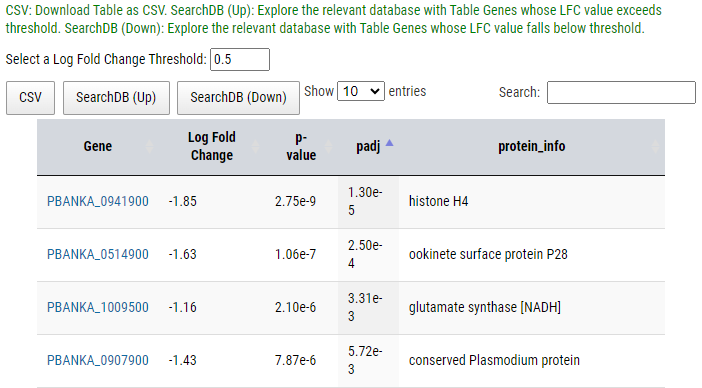 CSV: Download Table as CSV. SearchDB (Up): Explore the relevant database with Table Genes whose LFC value exceeds
threshold. SearchDB (Down): Explore the relevant database with Table Genes whose LFC value falls below threshold.
Select a Log Fold Change Threshold: 0.5
CSV SearchDB (Up) SearchDB (Down) Show 10 entries Search:
Gene Log Fold Change p-value padj protein_info
PBANKA_0941900 -1.85 2.75e-9 1.30e-5 histone H4
PBANKA_0514900 -1.63 1.06e-7 2.50e-4 ookinete surface protein P28
PBANKA_1009500 -1.16 2.10e-6 3.31e-3 glutamate synthase [NADH]
PBANKA_0907900 -1.43 7.87e-6 5.72e-3 conserved Plasmodium protein